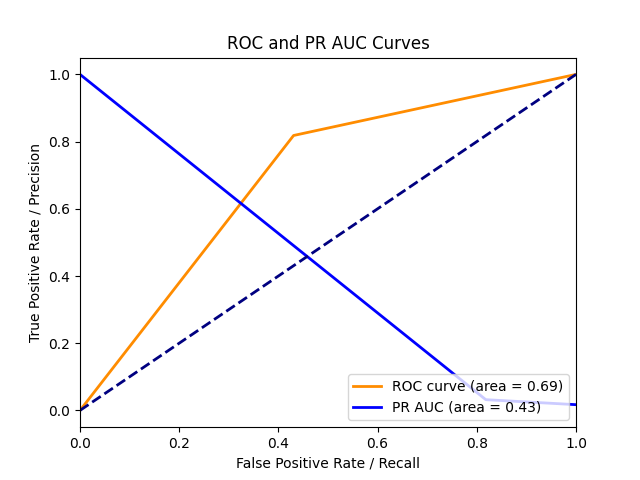 ROC and PR AUC Curves
True Positive Rate / Precision
1.0
0.8
0.6
0.4
0.2
0.0
0.0 0.2 0.4 0.6 0.8 1.0
False Positive Rate / Recall
ROC curve (area = 0.69)
PR AUC (area = 0.43)